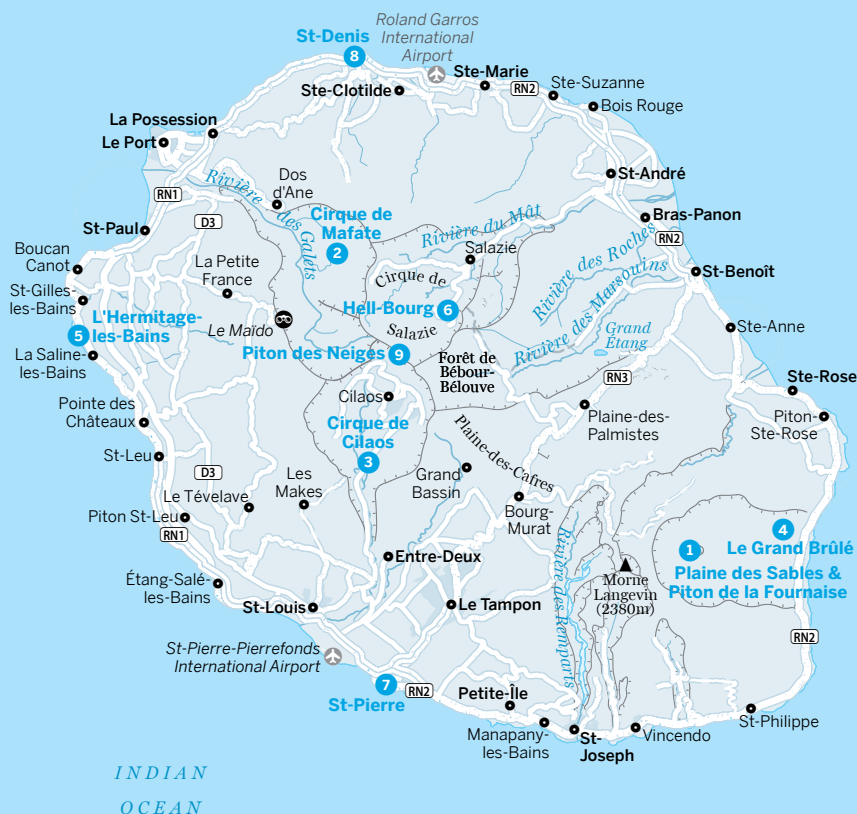 Roland Garros
International
Airport
St-Denis
8
Ste-Marie
RN2
Ste-Suzanne
Ste-Clotilde
Bois Rouge
La Possession
Le Port
St-André
Dos
d'Ane
RN1
Rivière des Galets
D3
Cirque de
Mafate
2
Rivière du Mât
Bras-Panon
RN2
St-Paul
Boucan
Canot
La Petite
France
Salazie
Rivière des Roches
Rivière des Marsouins
St-Benoît
Cirque de
Salazie
St-Gilles-
les-Bains
Hell-Bourg
6
5
L'Hermitage-
les-Bains
Le Maïdo
Grand
Étang
Ste-Anne
La Saline-
les-Bains
Piton des Neiges
9
Forêt de
Bébour-
Bélouve
RN3
Ste-Rose
Cilaos
Pointe des
Châteaux
Plaine-des-
Palmistes
Piton-
Ste-Rose
Cirque de
Cilaos
3
Plaine-des-Cafres
St-Leu
D3
Les
Makes
Grand
Bassin
Le Tévelave
Bourg-
Murat
Piton St-Leu
RN1
4
Le Grand Brûlé
1
Plaine des Sables &
Piton de la Fournaise
Entre-Deux
Rivière des Remparts
Morne
Langevin
(2380m)
Étang-Salé-
les-Bains
St-Louis
Le Tampon
RN2
St-Pierre-Pierrefonds
International Airport
7
St-Pierre
RN2
Petite-Île
Manapany-
les-Bains
St-
Joseph
Vincendo
St-Philippe
INDIAN
OCEAN